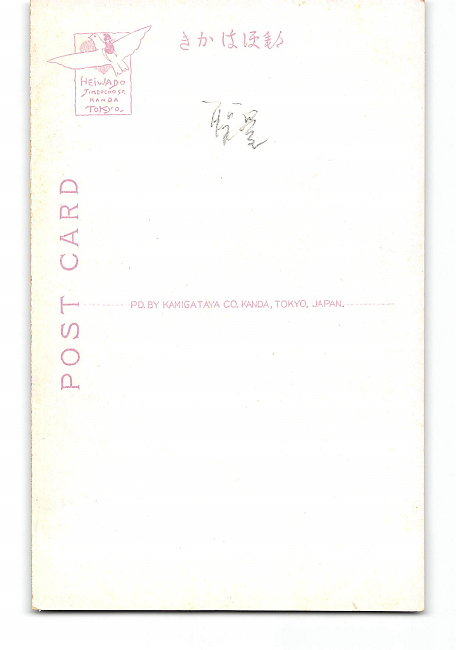 HEIWADO
JIMBOCHO ST.
KANDA
TOKYO.
郵便はかき
POST CARD
PD. BY KAMIGATAYA CO. KANDA, TOKYO, JAPAN.